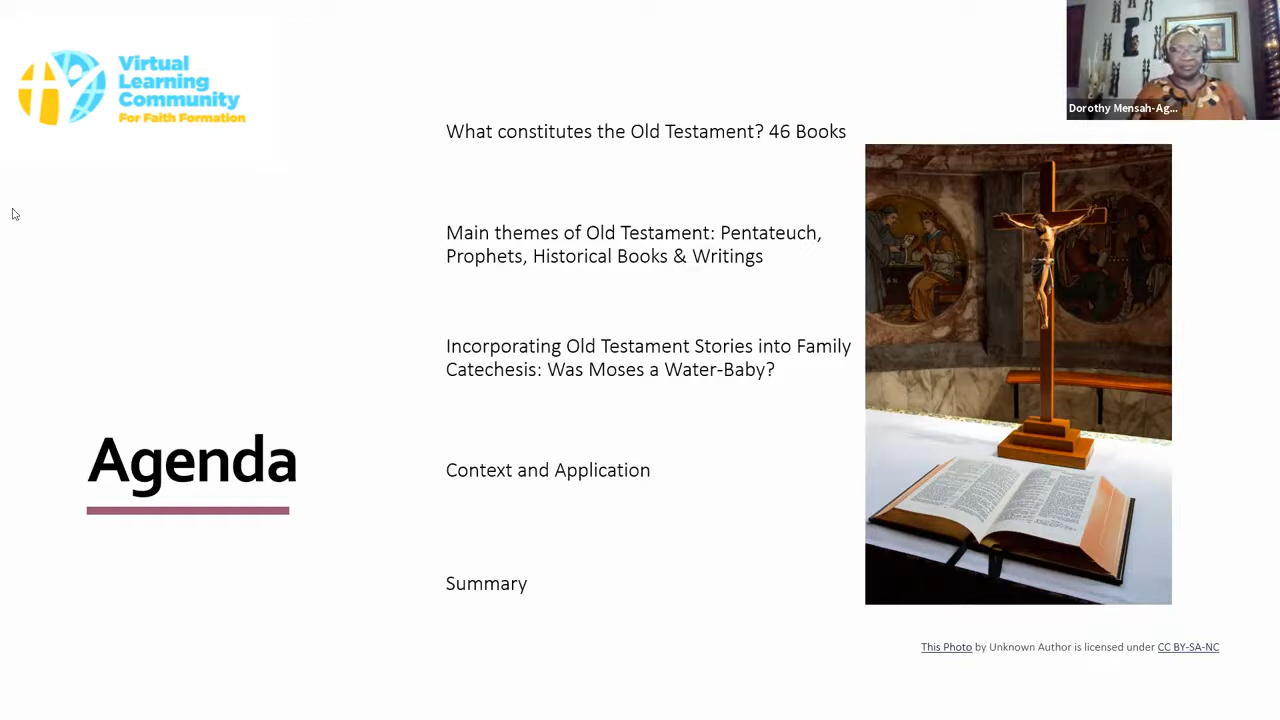 Virtual
Learning
Community
For Faith Formation
Dorothy Mensah-Ag...
What constitutes the Old Testament? 46 Books
Main themes of Old Testament: Pentateuch,
Prophets, Historical Books & Writings
Incorporating Old Testament Stories into Family
Catechesis: Was Moses a Water-Baby?
Agenda
Context and Application
Summary
This Photo by Unknown Author is licensed under CC BY-SA-NC